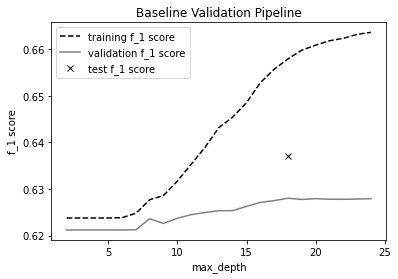 Baseline Validation Pipeline
training f_1 score
validation f_1 score
test f_1 score
f_1 score
0.66
0.65
0.64
0.63
0.62
5
10
15
20
25
max_depth